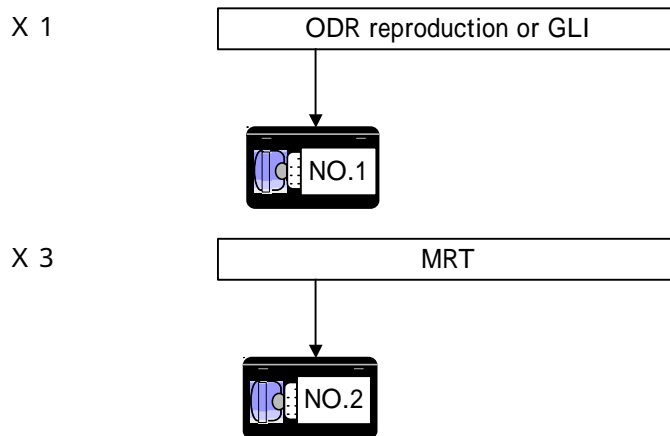 X 1
ODR reproduction or GLI
NO.1
X 3
MRT
NO.2